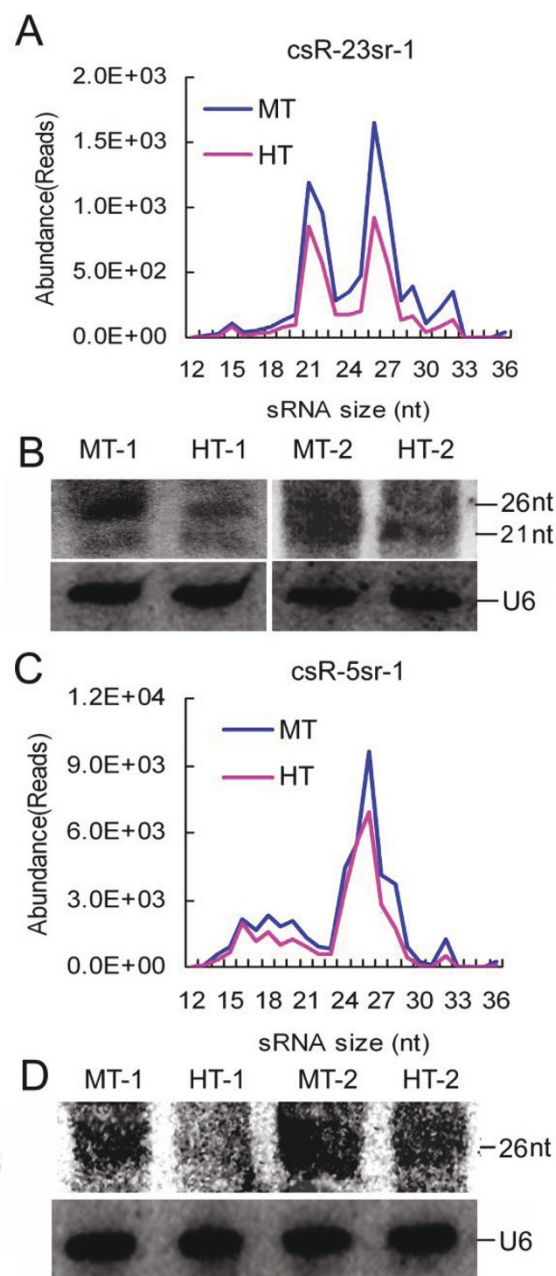 A
csR-23sr-1
Abundance(Reads)
2.0E+03
1.5E+03
1.0E+03
5.0E+02
0.0E+00
MT
HT
12 15 18 21 24 27 30 33 36
sRNA size (nt)
B
MT-1 HT-1 MT-2 HT-2
26nt
21nt
U6
C
csR-5sr-1
Abundance(Reads)
1.2E+04
9.0E+03
6.0E+03
3.0E+03
0.0E+00
MT
HT
12 15 18 21 24 27 30 33 36
sRNA size (nt)
D
MT-1 HT-1 MT-2 HT-2
26nt
U6